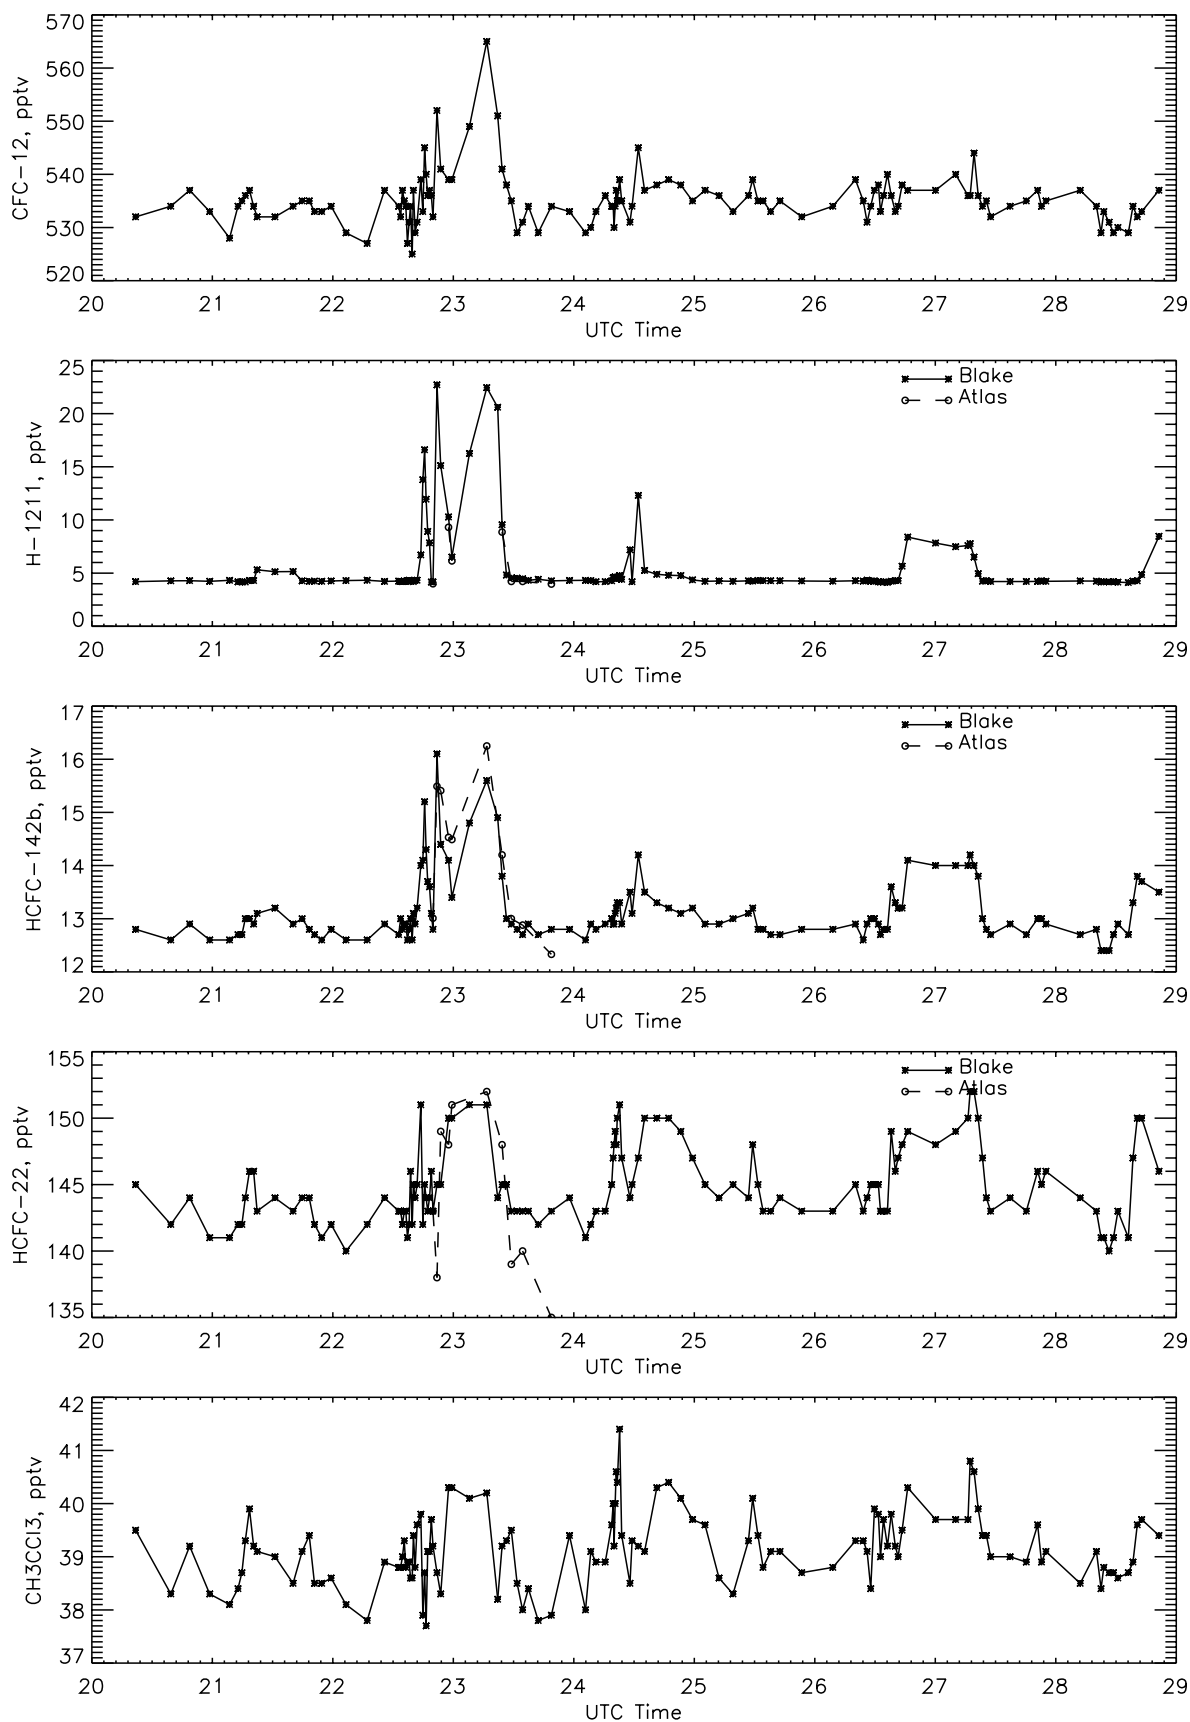 570
560
550
540
530
520
CFC-12, pptv
20 21 22 23 24 25 26 27 28 29
UTC Time
25
20
15
10
5
0
H-1211, pptv
Blake
Atlas
20 21 22 23 24 25 26 27 28 29
UTC Time
17
16
15
14
13
12
HCFC-142b, pptv
Blake
Atlas
20 21 22 23 24 25 26 27 28 29
UTC Time
155
150
145
140
135
HCFC-22, pptv
Blake
Atlas
20 21 22 23 24 25 26 27 28 29
UTC Time
42
41
40
39
38
37
CH3CCl3, pptv
20 21 22 23 24 25 26 27 28 29
UTC Time